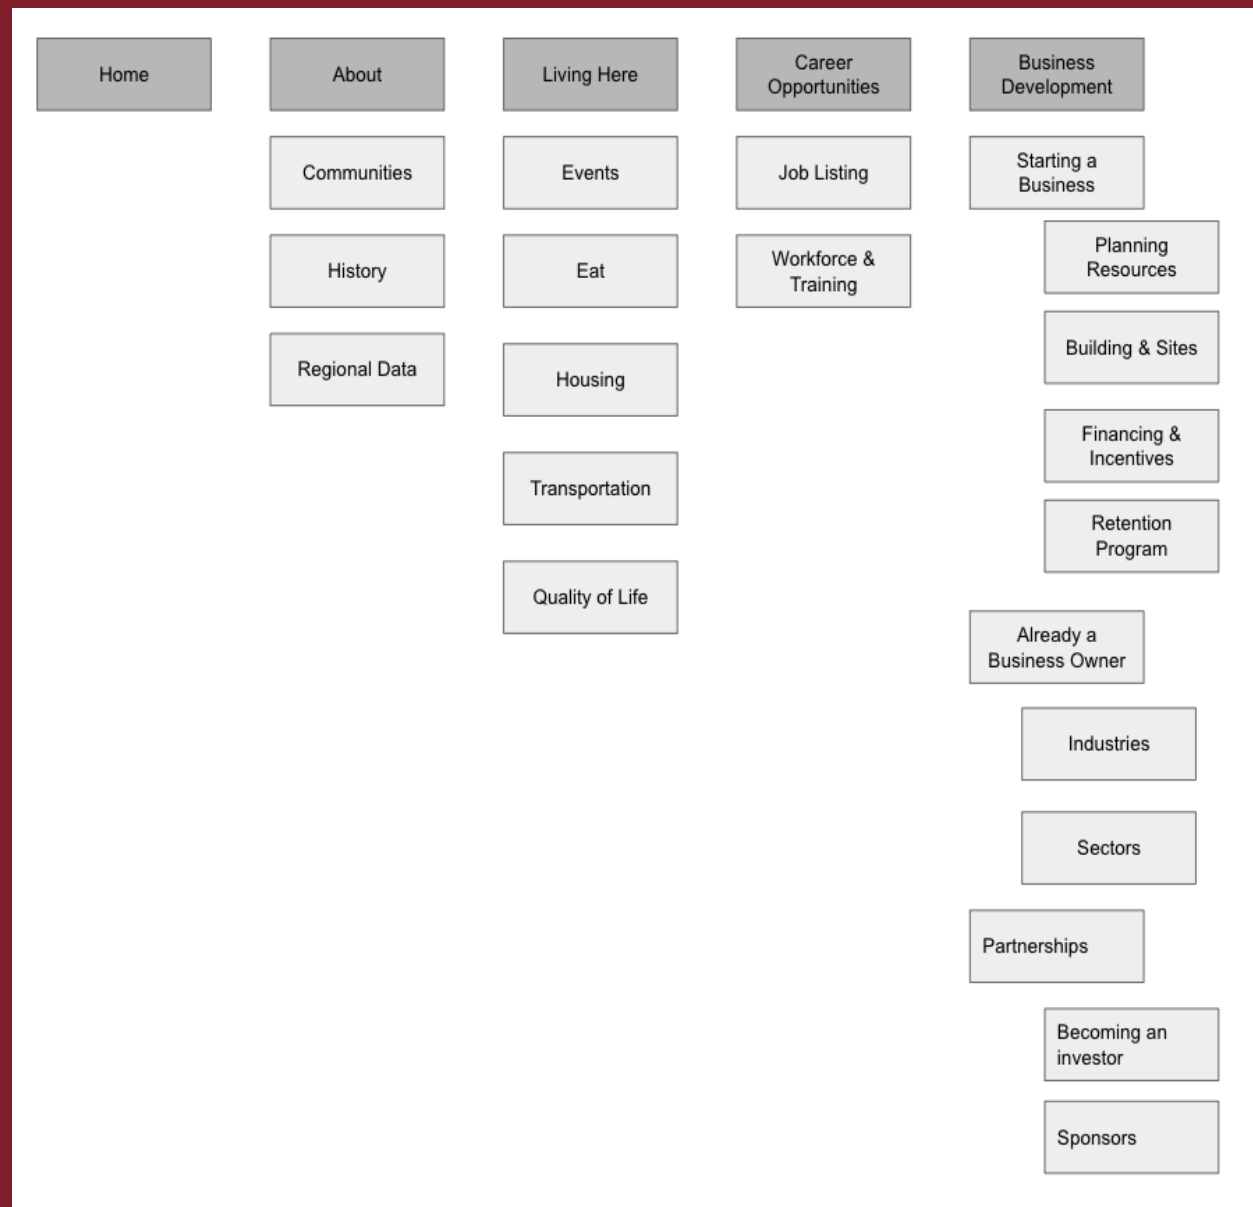 Home
About
Living Here
Career
Opportunities
Business
Development
Communities
Events
Job Listing
Starting a
Business
History
Eat
Workforce &
Training
Planning
Resources
Regional Data
Housing
Building & Sites
Transportation
Financing &
Incentives
Quality of Life
Retention
Program
Already a
Business Owner
Industries
Sectors
Partnerships
Becoming an
investor
Sponsors